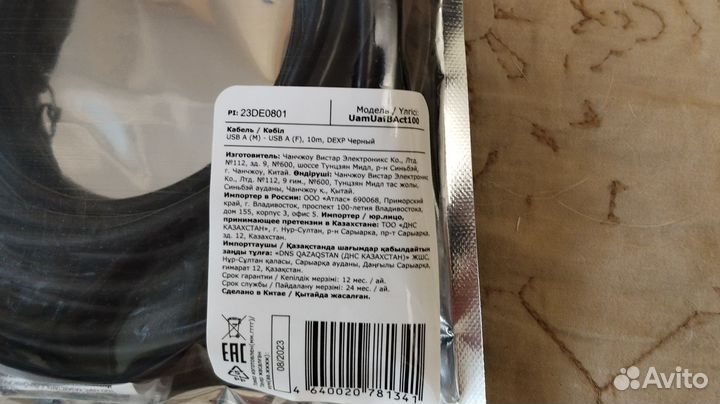 PI: 23DE0801
Модель / Үлгісі:
UamUafBAct100
Кабель / Кәбіл
USB A (M) - USB A (F), 10m, DEXP Черный
Изготовитель: Чанчжоу Вистар Электроникс Ко., Лтд.
№112, зд. 9, №600, шоссе Тунцзян Мидл, р-н Синьбэй,
г. Чанчжоу, Китай. Өндіруші: Чанчжоу Вистар Электроникс
Ко., Лтд., №112, 9 ғим., №600, Тунцзян Мидл тас жолы,
Синьбэй ауданы, Чанчжоу қ., Қытай.
Импортер в России: ООО «Атлас» 690068, Приморский
край, г. Владивосток, проспект 100-летия Владивостока,
дом 155, корпус 3, офис 5. Импортер / юр.лицо,
принимающее претензии в Казахстане: ТОО «ДНС
КАЗАХСТАН», г. Нур-Султан, р-н Сарыарка, пр-т Сарыарка,
зд. 12, Казахстан.
Импорттаушы / Қазақстанда шағымдар қабылдайтын
заңды тұлға: «DNS QAZAQSTAN (ДНС КАЗАХСТАН)» ЖШС,
Нұр-Сұлтан қаласы, Сарыарқа ауданы, Даңғылы Сарыарқа,
ғимарат 12, Қазақстан.
Срок гарантии / Кепілдік мерзімі: 12 мес. / ай.
Срок службы / Пайдалану мерзімі: 24 мес. / ай.
Сделано в Китае / Қытайда жасалған.
EAC
08/2023
4 640020 781341
Avito